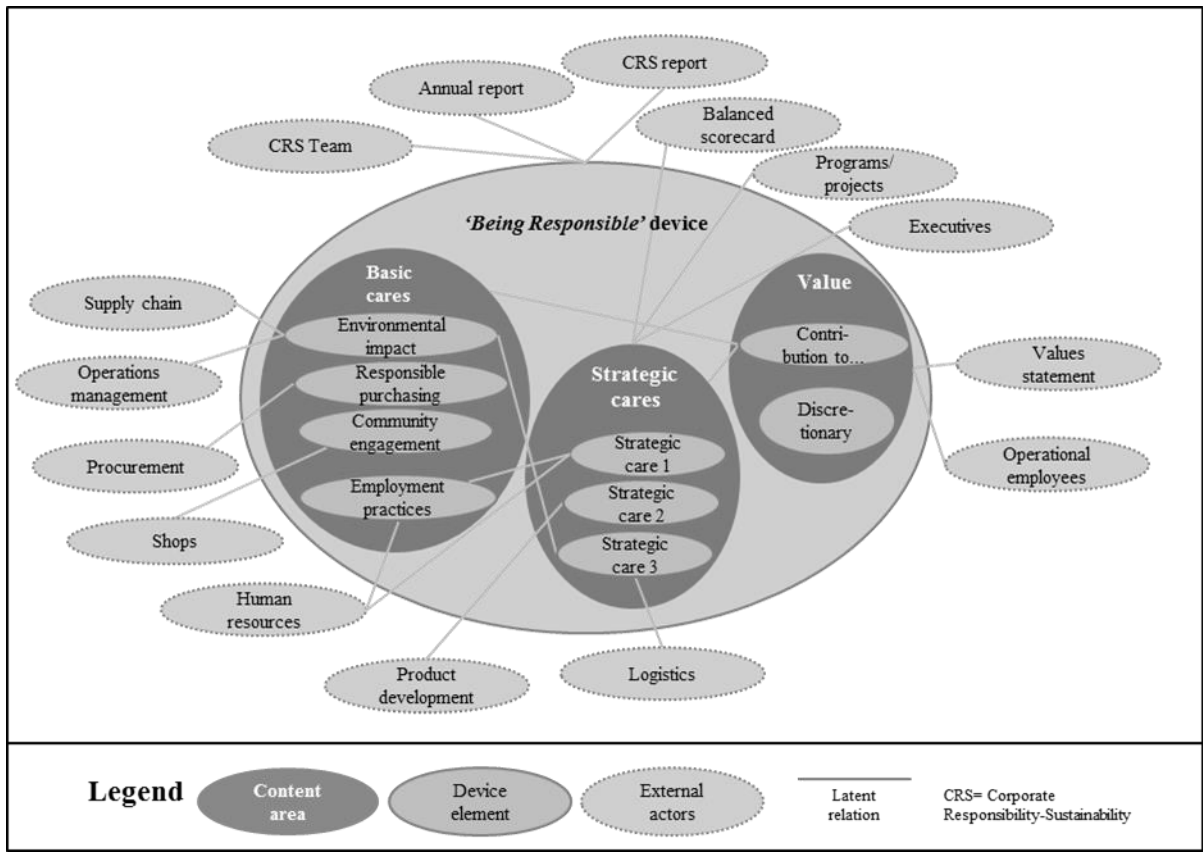 CRS report
Annual report
Balanced
scorecard
CRS Team
Programs/
projects
Executives
‘Being Responsible’ device
Basic
cares
Value
Supply chain
Environmental
impact
Contri-
bution to...
Operations
management
Responsible
purchasing
Strategic
cares
Values
statement
Community
engagement
Discre-
tionary
Procurement
Strategic
care 1
Operational
employees
Employment
practices
Strategic
care 2
Shops
Strategic
care 3
Human
resources
Product
development
Logistics
Legend
Content
area
Device
element
External
actors
Latent
relation
CRS= Corporate
Responsibility-Sustainability